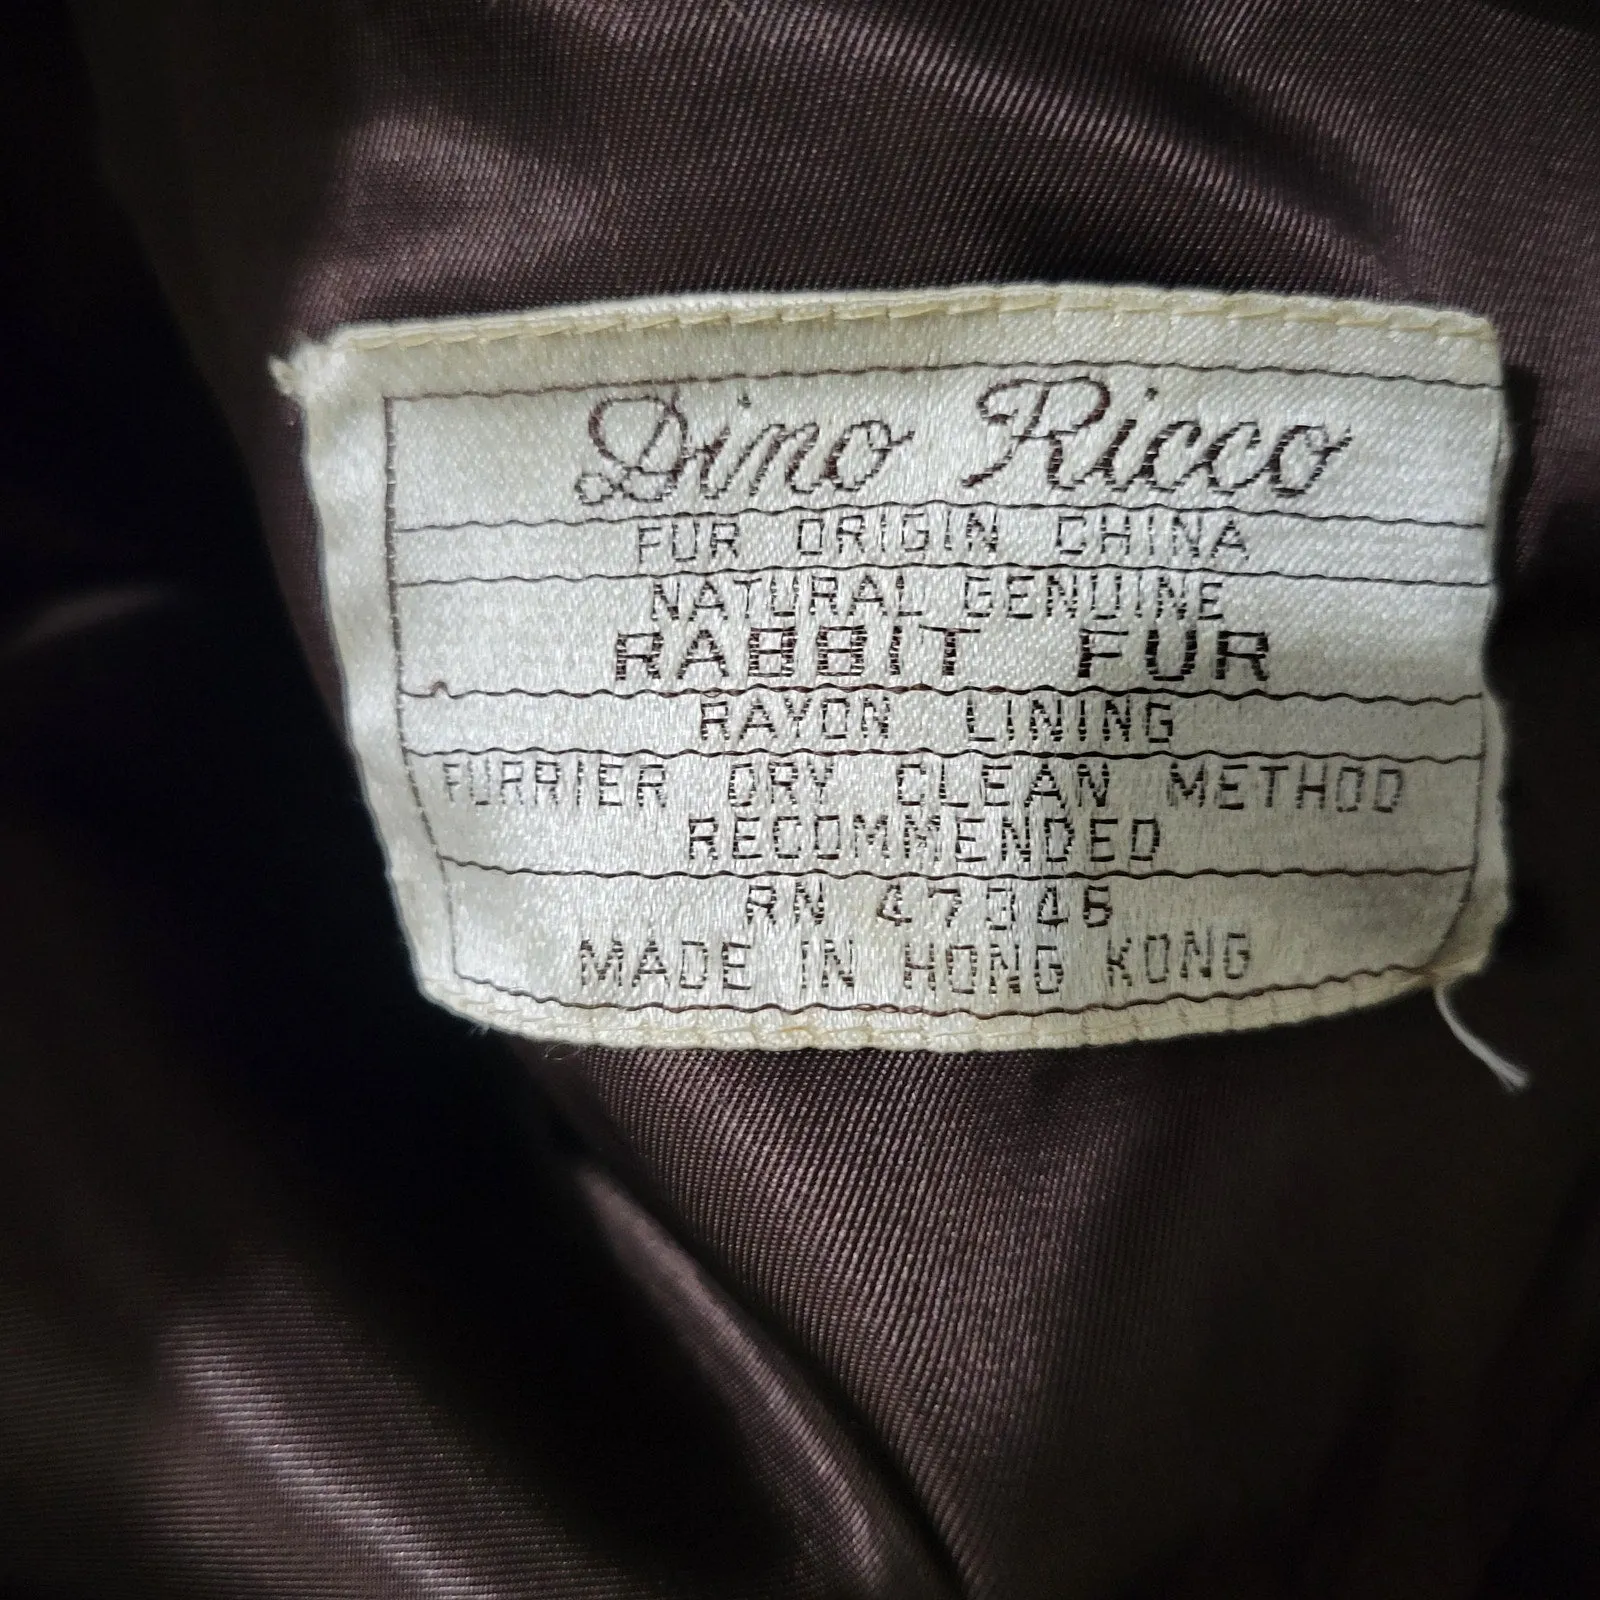 Dino Ricco
FUR ORIGIN CHINA
NATURAL GENUINE
RABBIT FUR
RAYON LINING
FURRIER DRY CLEAN METHOD
RECOMMENDED
RN 47346
MADE IN HONG KONG